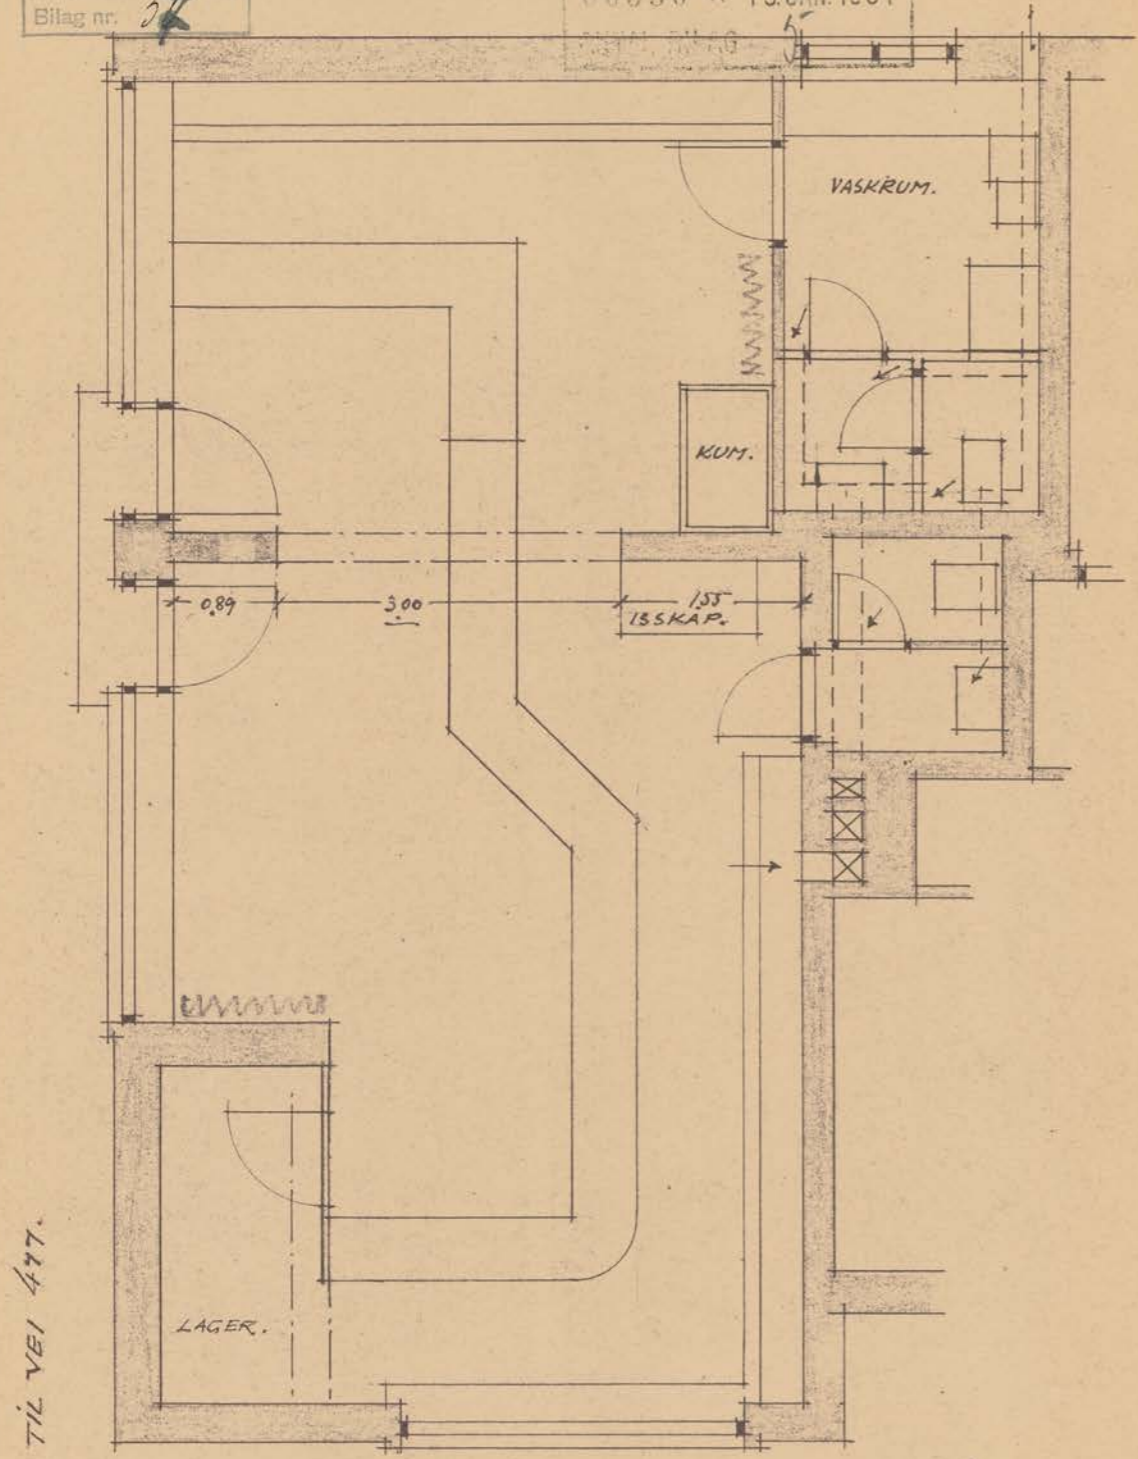 Bilag nr.
VASKRUM.
KUM.
0.89
3.00
1.55
ISSKAP.
LAGER.
TIL VEI 477.